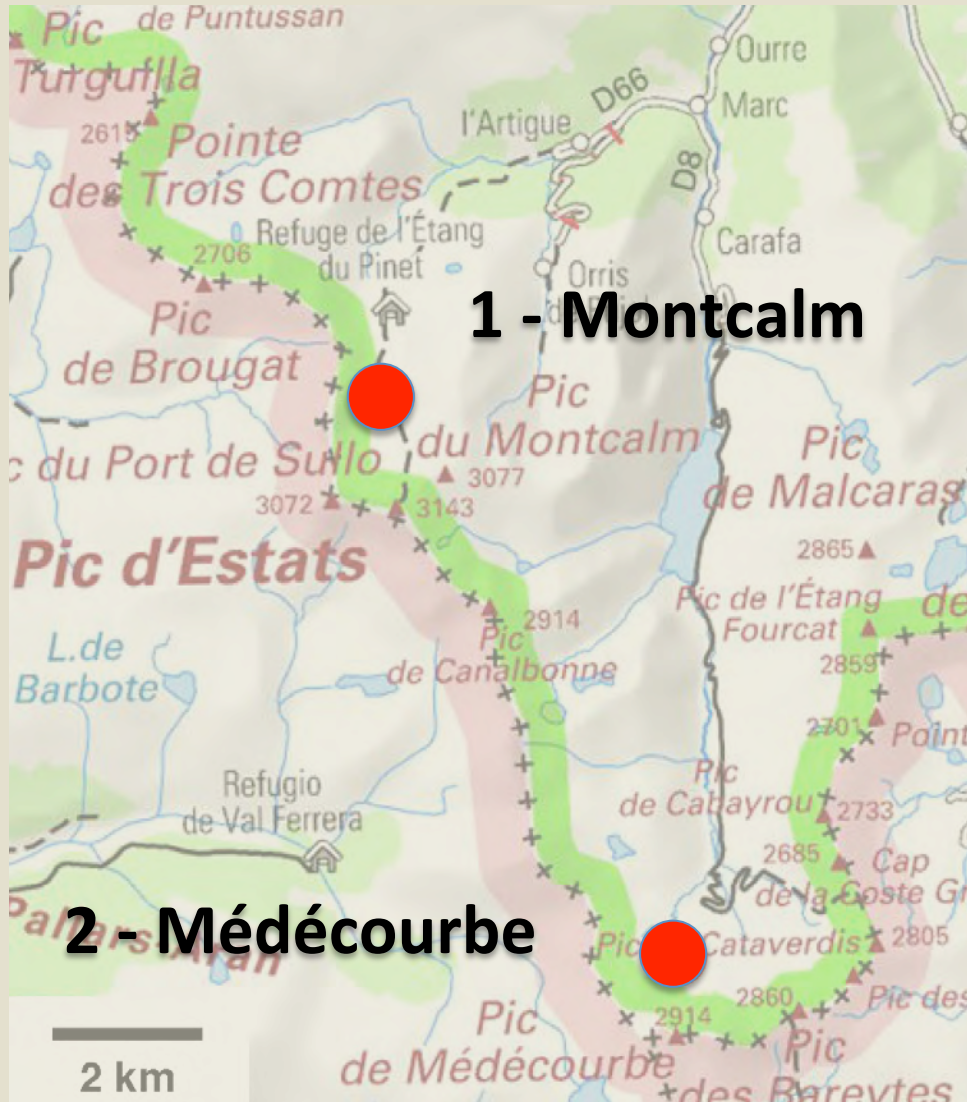 Pic de Puntussan
Turguilla
Ourre
D66
Marc
l'Artigue
2615
Pointe
des Trois Comtes
D8
Refuge de l'Étang
du Pinet
Carafa
2706
Orris
1 - Montcalm
Pic
de Brougat
Pic
du Montcalm
3077
Pic
de Malcaras
c du Port de Sullo
3072
3143
Pic d'Estats
2865
Pic de l'Étang
Fourcat
de
2914
Pic
de Canalbonne
2859
L.de
Barbote
2701
Point
Refugio
de Val Ferrera
Pic
de Cabayrou
2733
2685
Cap
de la Coste Gr
Pallars-Aran
2 - Médécourbe
Pic
Cataverdis
2805
2860
Pic des
2914
Pic
de Médécourbe
Pic
des Bareytes
2 km